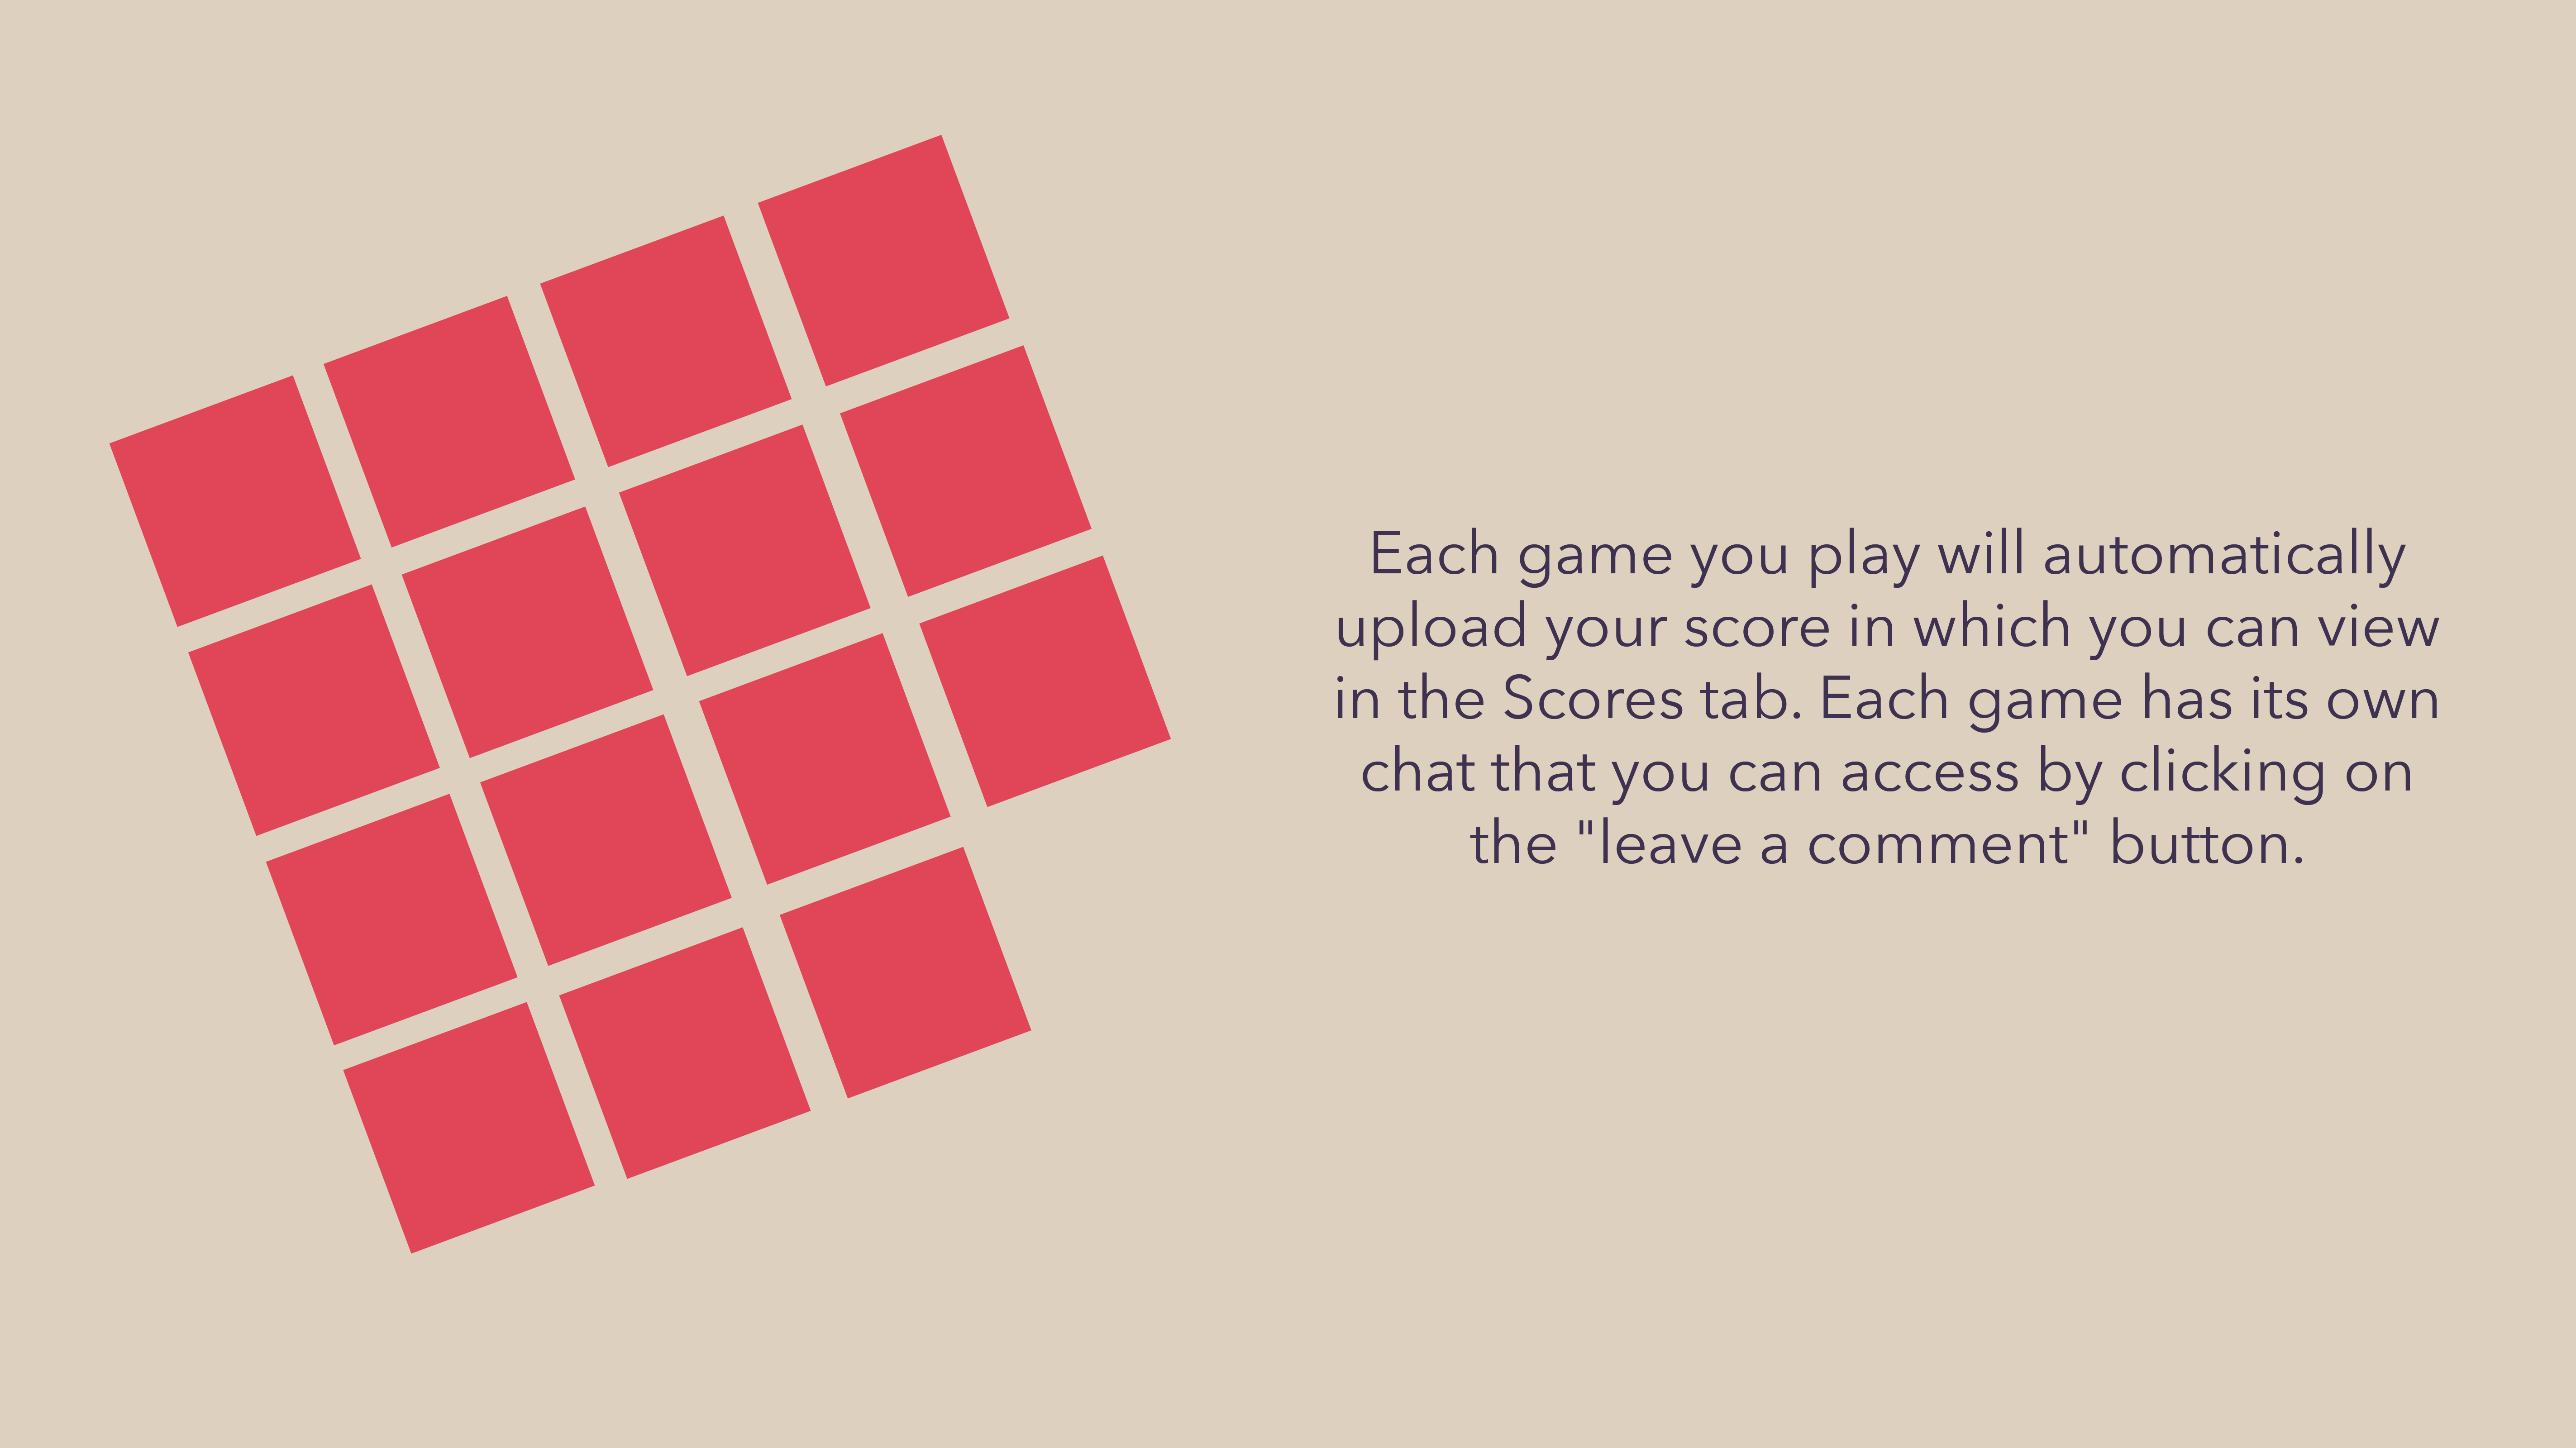 Each game you play will automatically
upload your score in which you can view
in the Scores tab. Each game has its own
chat that you can access by clicking on
the "leave a comment" button.